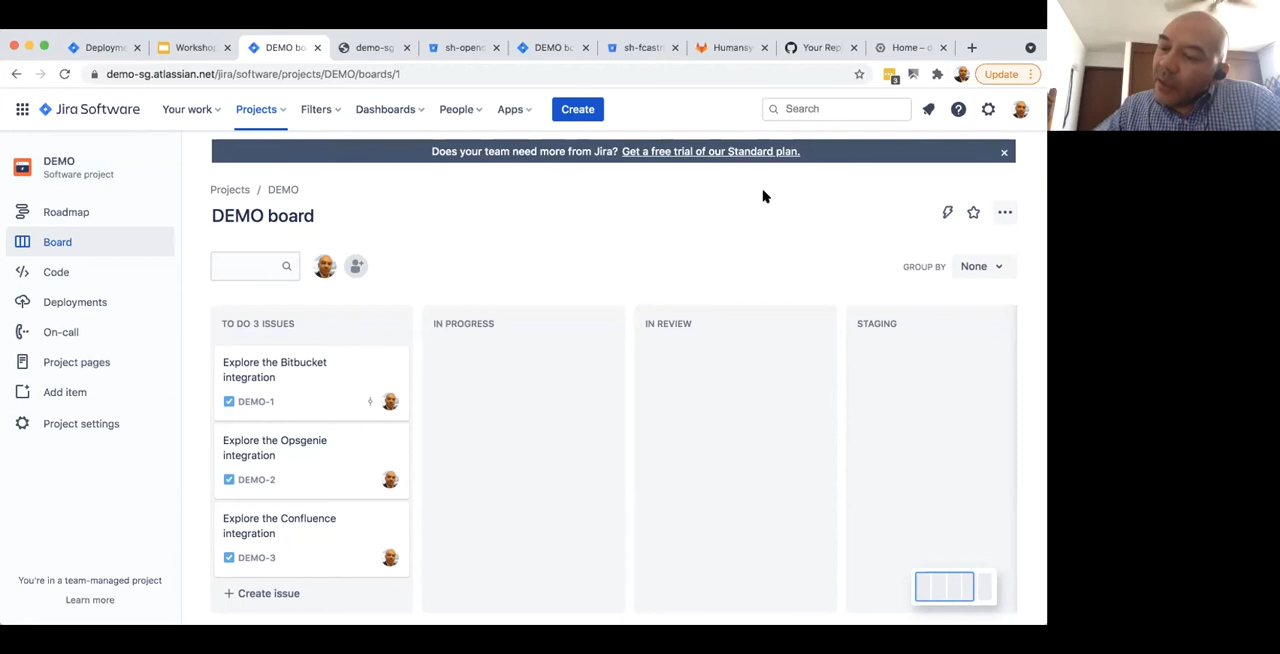 Deploym
Workshop
DEMO bo
demo-sg
sh-openc
DEMO bo
sh-fcastri
Humansy
Your Rep
Home – d
demo-sg.atlassian.net/jira/software/projects/DEMO/boards/1
3
Update
Jira Software
Your work
Projects
Filters
Dashboards
People
Apps
Create
Search
Does your team need more from Jira? Get a free trial of our Standard plan.
DEMO
Software project
Roadmap
Board
Code
Deployments
On-call
Project pages
Add item
Project settings
You're in a team-managed project
Learn more
Projects / DEMO
DEMO board
GROUP BY
None
TO DO 3 ISSUES
IN PROGRESS
IN REVIEW
STAGING
Explore the Bitbucket
integration
DEMO-1
Explore the Opsgenie
integration
DEMO-2
Explore the Confluence
integration
DEMO-3
+ Create issue